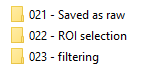 021 - Saved as raw
022 - ROI selection
023 - filtering